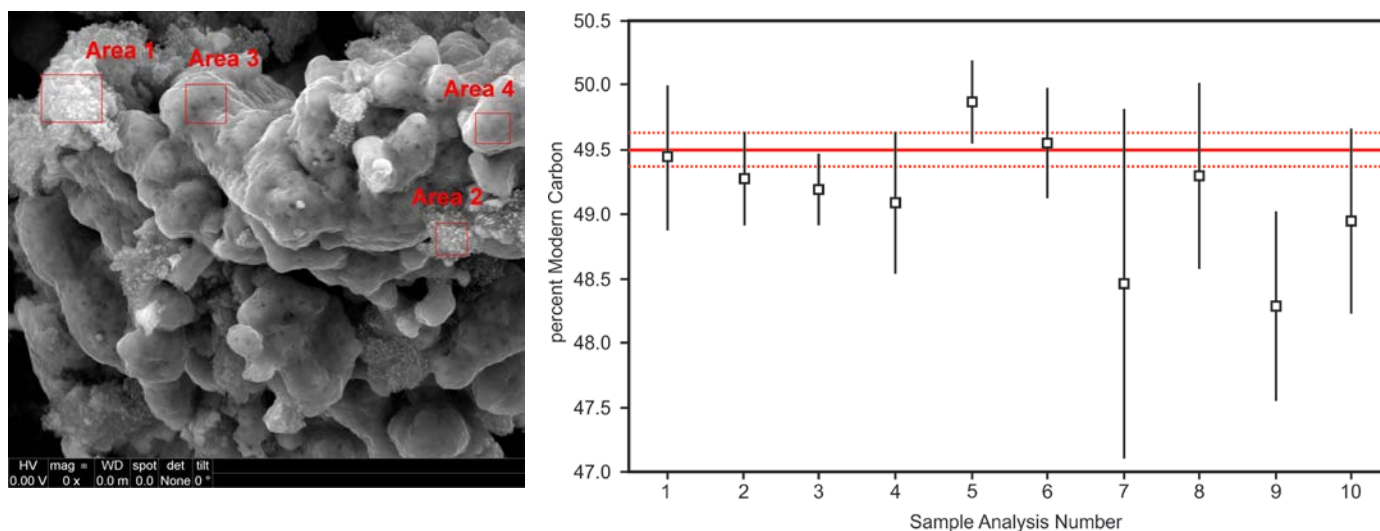 Area 1
Area 3
Area 4
Area 2
HV mag = WD spot det tilt
0.00 V 0 x 0.0 m 0.0 None 0 °
percent Modern Carbon
50.5
50.0
49.5
49.0
48.5
48.0
47.5
47.0
1 2 3 4 5 6 7 8 9 10
Sample Analysis Number